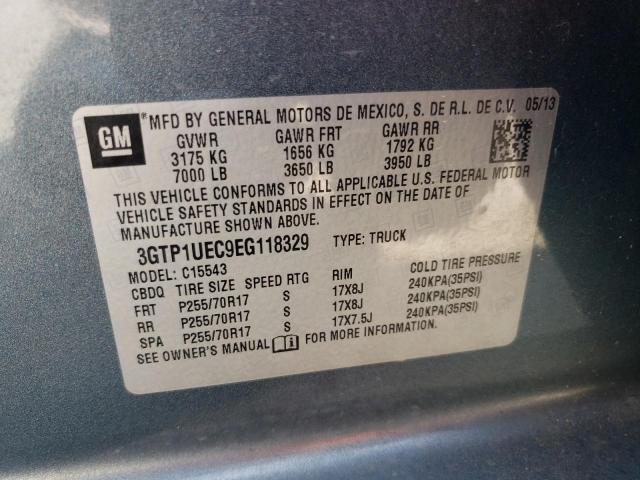 GM
®
MFD BY GENERAL MOTORS DE MEXICO, S. DE R.L. DE C.V. 05/13
GVWR GAWR FRT GAWR RR
3175 KG 1656 KG 1792 KG
7000 LB 3650 LB 3950 LB
THIS VEHICLE CONFORMS TO ALL APPLICABLE U.S. FEDERAL MOTOR
VEHICLE SAFETY STANDARDS IN EFFECT ON THE DATE OF
MANUFACTURE SHOWN ABOVE.
3GTP1UEC9EG118329 TYPE: TRUCK
MODEL: C15543
CBDQ TIRE SIZE SPEED RTG RIM COLD TIRE PRESSURE
FRT P255/70R17 S 17X8J 240KPA(35PSI)
RR P255/70R17 S 17X8J 240KPA(35PSI)
SPA P255/70R17 S 17X7.5J 240KPA(35PSI)
SEE OWNER'S MANUAL i FOR MORE INFORMATION.